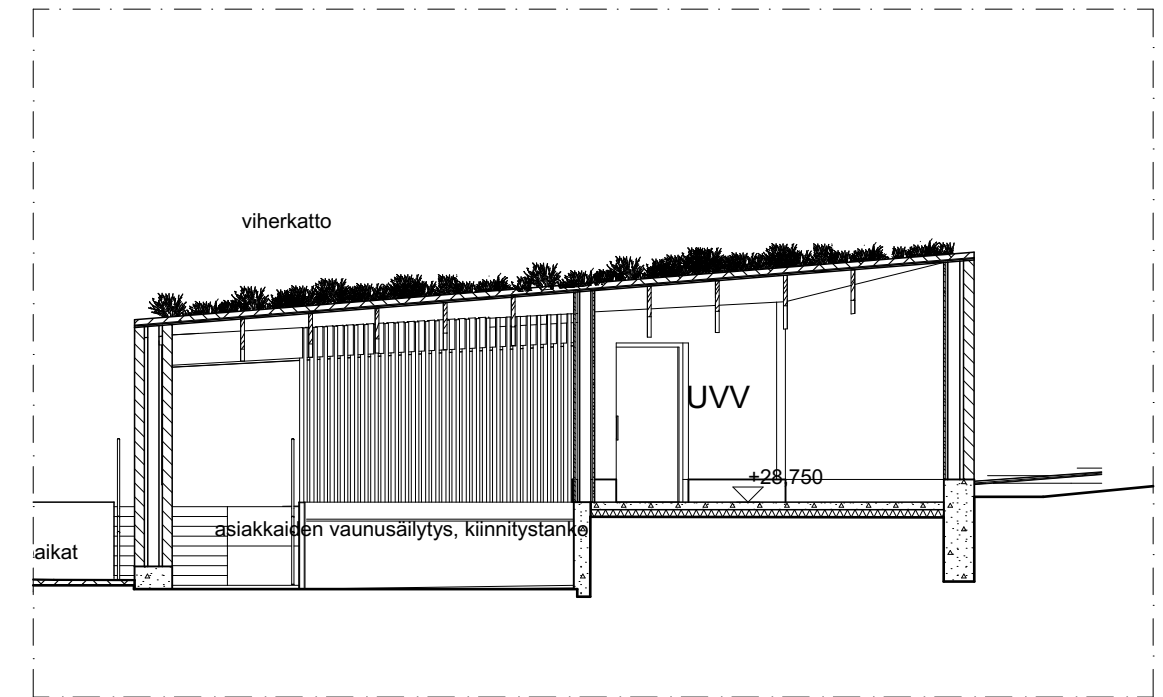 viherkatto
UVV
+28,750
asiakkaiden vaunusäilytys, kiinnitystanko
aikat